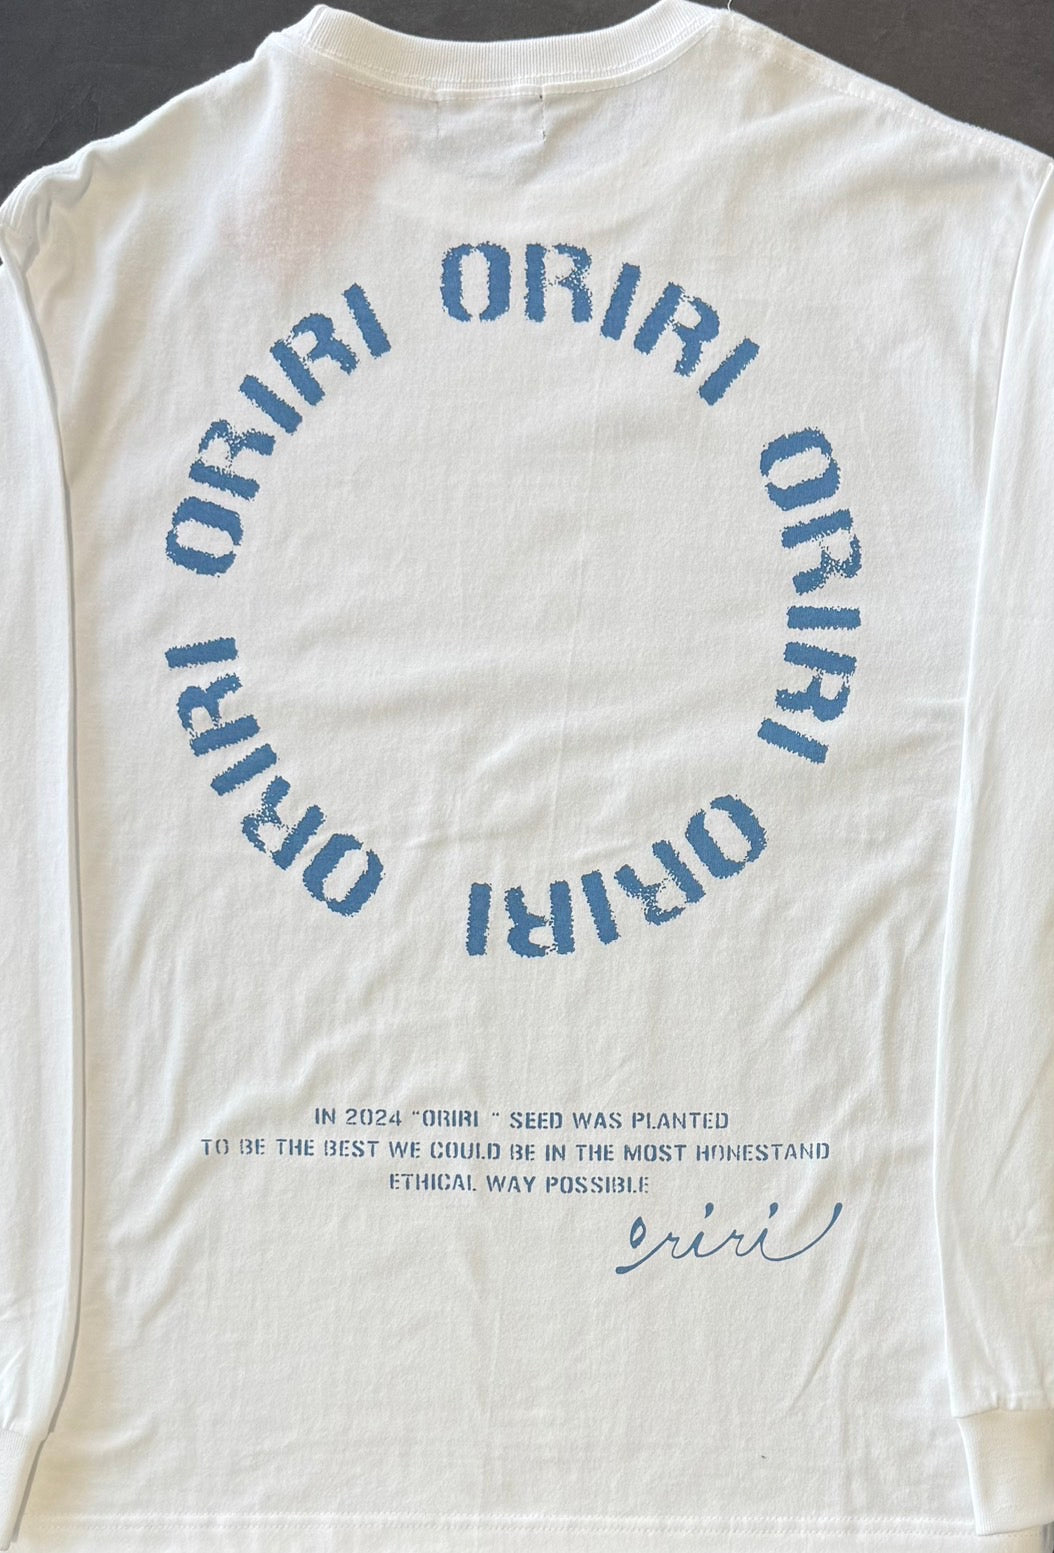 ORIRI ORIRI ORIRI ORIRI ORIRI
IN 2024 "ORIRI " SEED WAS PLANTED
TO BE THE BEST WE COULD BE IN THE MOST HONESTAND
ETHICAL WAY POSSIBLE
oriri